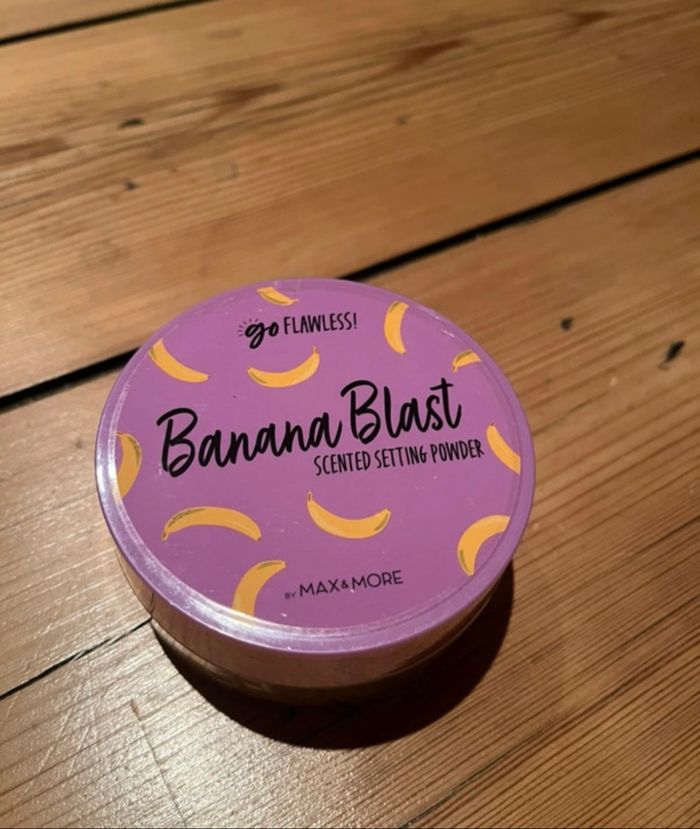 go FLAWLESS!
Banana Blast
SCENTED SETTING POWDER
BY MAX&MORE